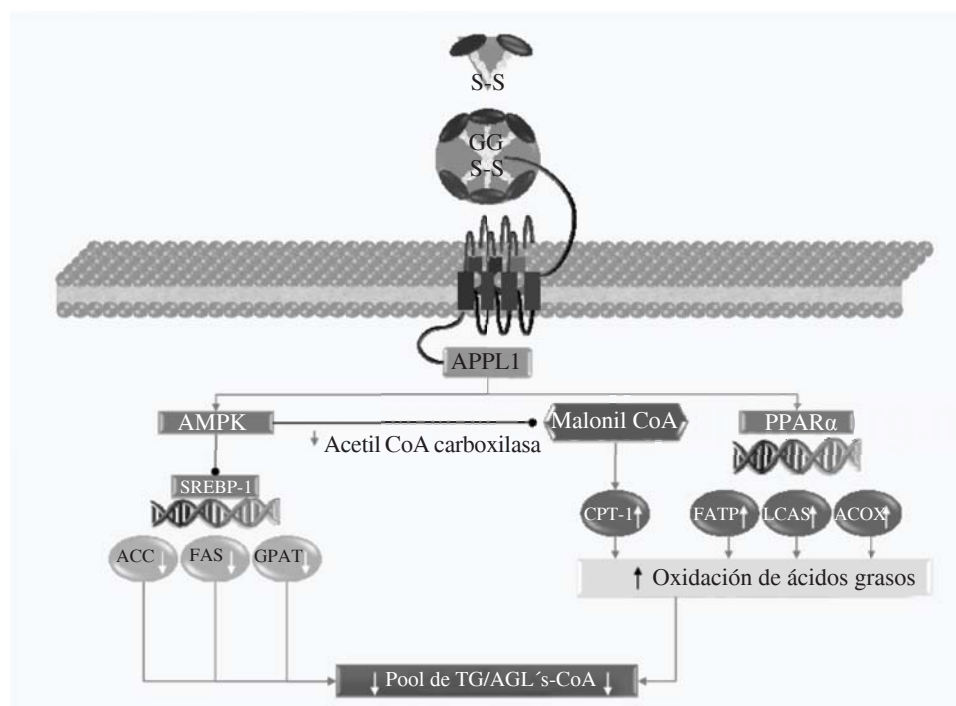 S-S
GG
S-S
APPL1
AMPK
Malonil CoA
PPARα
↓ Acetil CoA carboxilasa
SREBP-1
CPT-1↑
FATP↑
LCAS↑
ACOX↑
ACC↓
FAS↓
GPAT↓
↑ Oxidación de ácidos grasos
↓ Pool de TG/AGL´s-CoA ↓